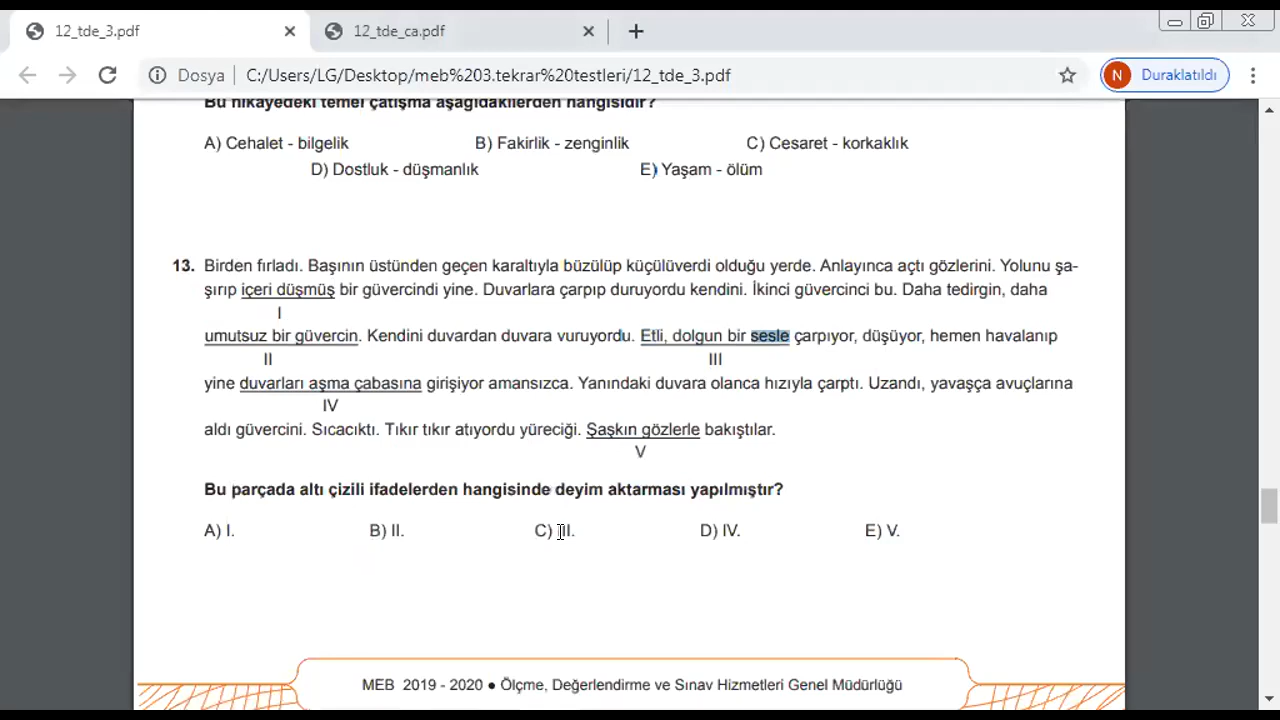 12_tde_3.pdf
12_tde_ca.pdf
Dosya
C:/Users/LG/Desktop/meb%203.tekrar%20testleri/12_tde_3.pdf
N Duraklatıldı
Bu hikâyedeki temel çatışma aşağıdakilerden hangisidir?
A) Cehalet - bilgelik B) Fakirlik - zenginlik C) Cesaret - korkaklık
D) Dostluk - düşmanlık E) Yaşam - ölüm
13. Birden fırladı. Başının üstünden geçen karaltıyla büzülüp küçülüverdi olduğu yerde. Anlayınca açtı gözlerini. Yolunu şa-
şırıp içeri düşmüş bir güvercindi yine. Duvarlara çarpıp duruyordu kendini. İkinci güvercinci bu. Daha tedirgin, daha
I
umutsuz bir güvercin. Kendini duvardan duvara vuruyordu. Etli, dolgun bir sesle çarpıyor, düşüyor, hemen havalanıp
II III
yine duvarları aşma çabasına girişiyor amansızca. Yanındaki duvara olanca hızıyla çarptı. Uzandı, yavaşça avuçlarına
IV
aldı güvercini. Sıcacıktı. Tıkır tıkır atıyordu yüreciği. Şaşkın gözlerle bakıştılar.
V
Bu parçada altı çizili ifadelerden hangisinde deyim aktarması yapılmıştır?
A) I. B) II. C) III. D) IV. E) V.
MEB 2019 - 2020 ● Ölçme, Değerlendirme ve Sınav Hizmetleri Genel Müdürlüğü